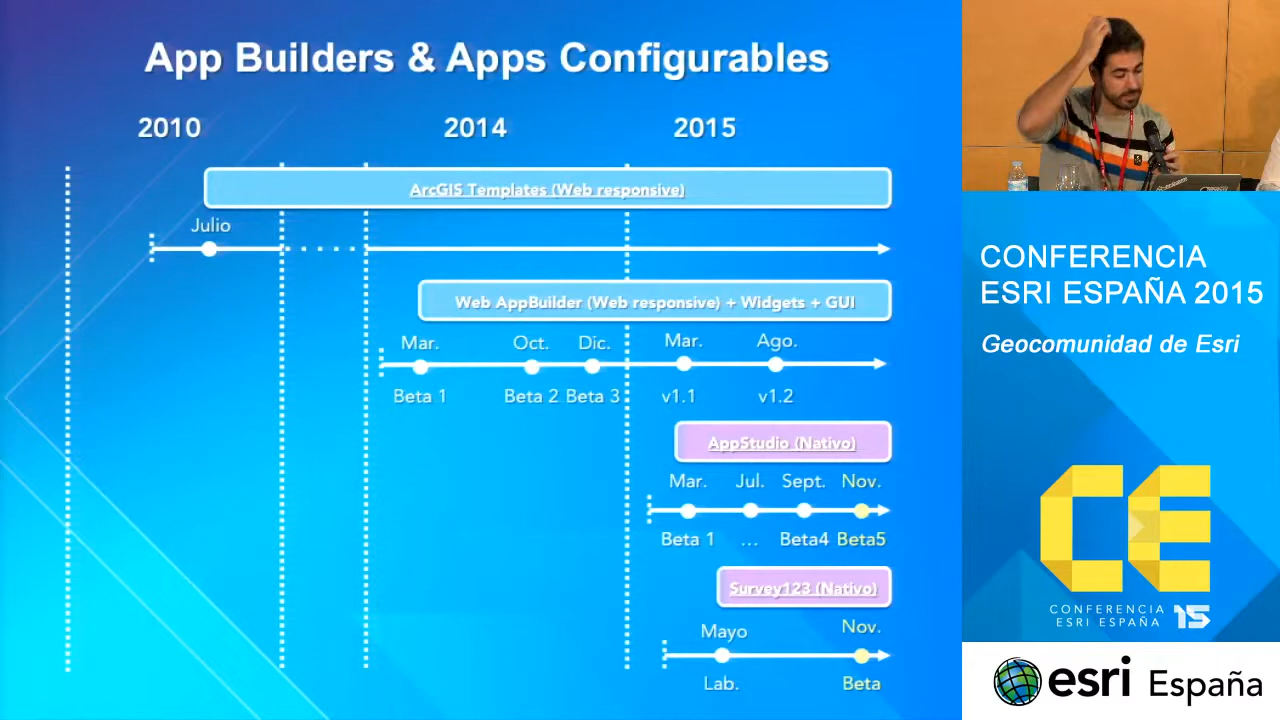 App Builders & Apps Configurables
2010
2014
2015
ArcGIS Templates (Web responsive)
Julio
Web AppBuilder (Web responsive) + Widgets + GUI
Mar.
Oct.
Dic.
Mar.
Ago.
Beta 1
Beta 2
Beta 3
v1.1
v1.2
AppStudio (Nativo)
Mar.
Jul.
Sept.
Nov.
Beta 1
...
Beta4
Beta5
Survey123 (Nativo)
Mayo
Nov.
Lab.
Beta
CONFERENCIA
ESRI ESPAÑA 2015
Geocomunidad de Esri
CE
CONFERENCIA
ESRI ESPAÑA 15
esri España